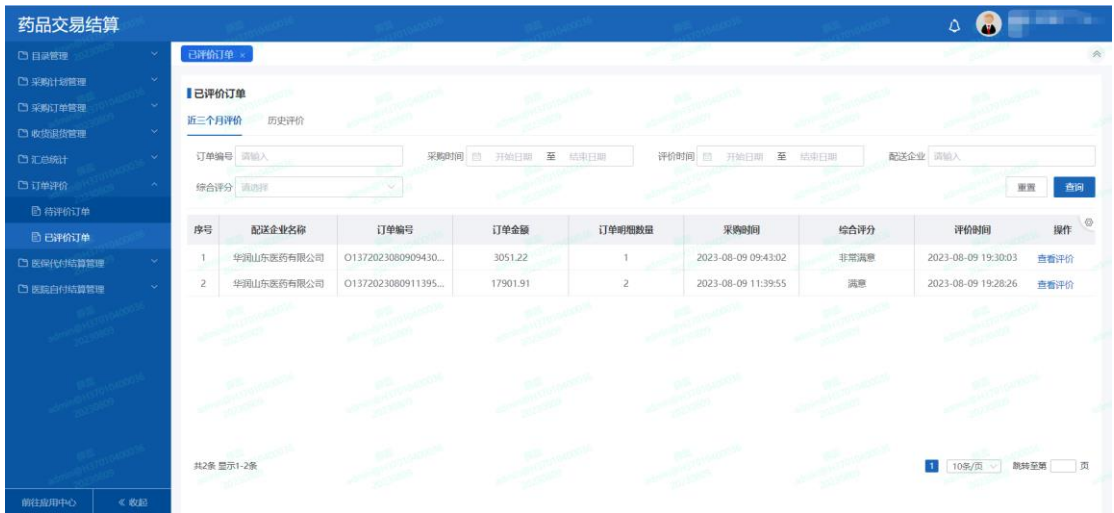 药品交易结算
目录管理
采购计划管理
采购订单管理
收货退货管理
汇总统计
订单评价
待评价订单
已评价订单
医保代付结算管理
医院自付结算管理
前往应用中心 《 收起
已评价订单 ×
已评价订单
近三个月评价 历史评价
订单编号 请输入 采购时间 开始日期 至 结束日期 评价时间 开始日期 至 结束日期 配送企业 请输入
综合评分 请选择 重置 查询
序号 配送企业名称 订单编号 订单金额 订单明细数量 采购时间 综合评分 评价时间 操作
1 华润山东医药有限公司 O1372023080909430... 3051.22 1 2023-08-09 09:43:02 非常满意 2023-08-09 19:30:03 查看评价
2 华润山东医药有限公司 O1372023080911395... 17901.91 2 2023-08-09 11:39:55 满意 2023-08-09 19:28:26 查看评价
共2条 显示1-2条 1 10条/页 跳转至第 页